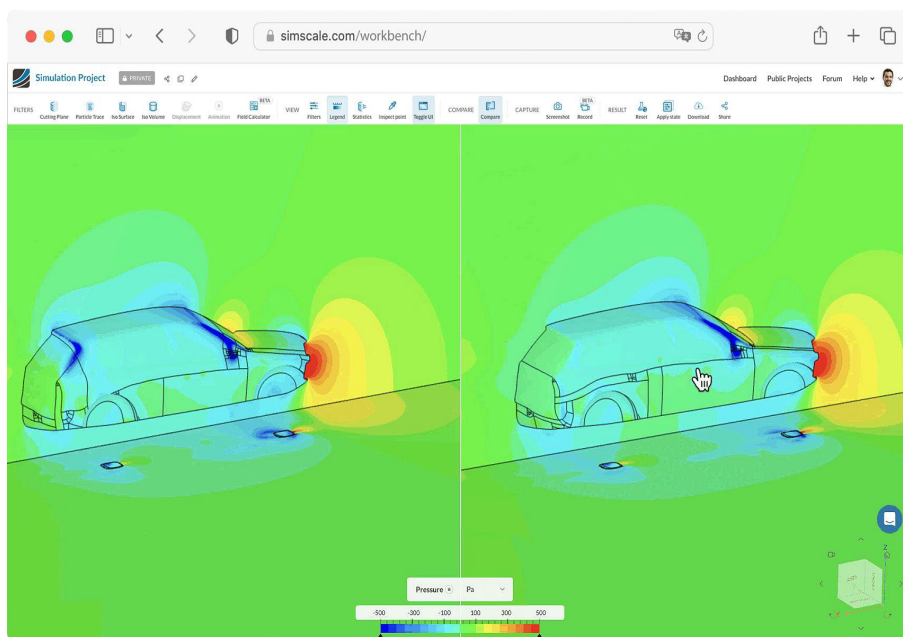 simscale.com/workbench/
Simulation Project PRIVATE Dashboard Public Projects Forum Help
BETA BETA
FILTERS VIEW COMPARE CAPTURE RESULT
Cutting Plane Particle Trace Iso Surface Iso Volume Displacement Animation Field Calculator Filters Legend Statistics Inspect point Toggle UI Compare Screenshot Record Reset Apply state Download Share
Z
Pressure Pa
-500 -300 -100 100 300 500